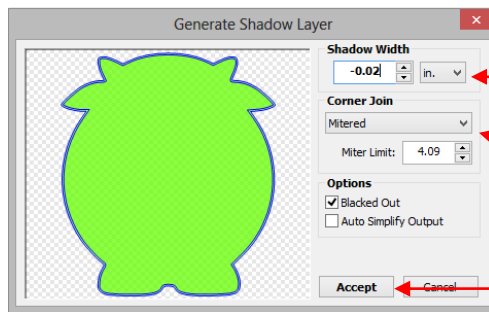 Generate Shadow Layer
×
Shadow Width
-0.02 in.
Corner Join
Mitered
Miter Limit: 4.09
Options
Blacked Out
Auto Simplify Output
Accept Cancel